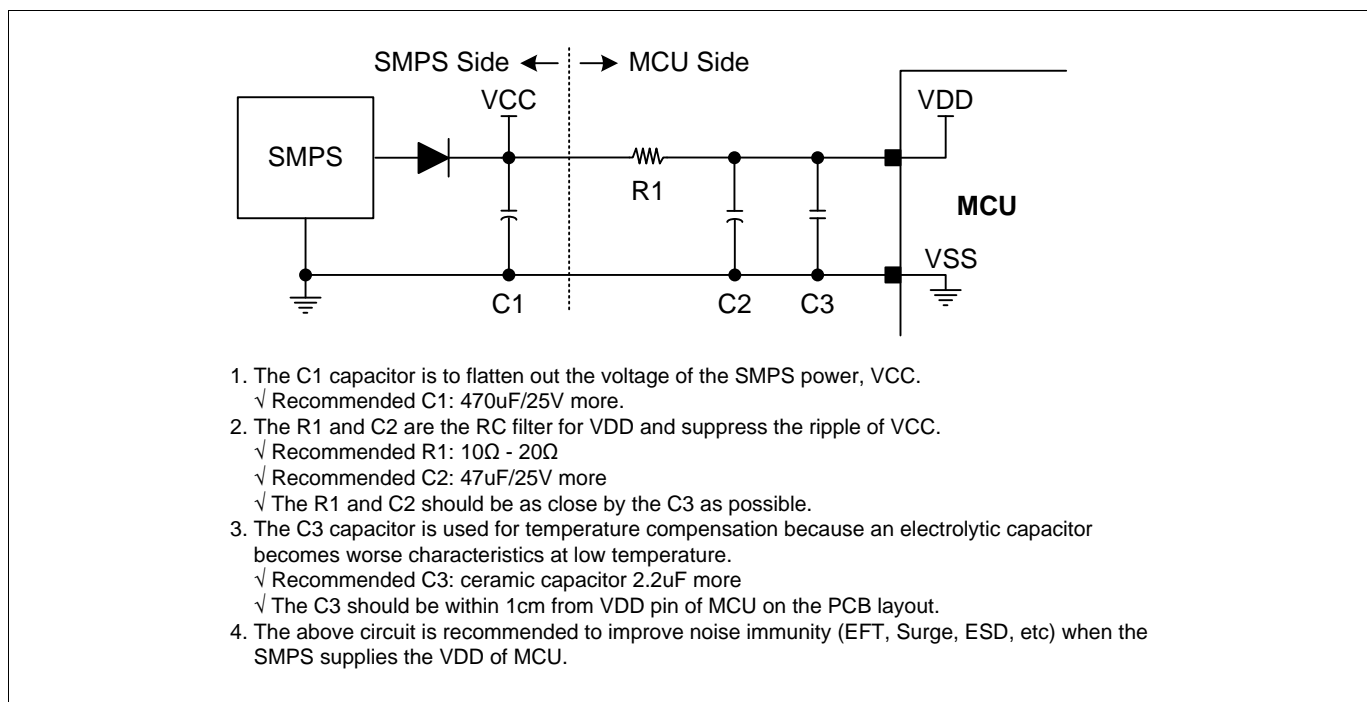 SMPS Side
MCU Side
VCC
VDD
SMPS
R1
MCU
VSS
C1
C2
C3
1. The C1 capacitor is to flatten out the voltage of the SMPS power, VCC.
√ Recommended C1: 470uF/25V more.
2. The R1 and C2 are the RC filter for VDD and suppress the ripple of VCC.
√ Recommended R1: 10Ω - 20Ω
√ Recommended C2: 47uF/25V more
√ The R1 and C2 should be as close by the C3 as possible.
3. The C3 capacitor is used for temperature compensation because an electrolytic capacitor
becomes worse characteristics at low temperature.
√ Recommended C3: ceramic capacitor 2.2uF more
√ The C3 should be within 1cm from VDD pin of MCU on the PCB layout.
4. The above circuit is recommended to improve noise immunity (EFT, Surge, ESD, etc) when the
SMPS supplies the VDD of MCU.